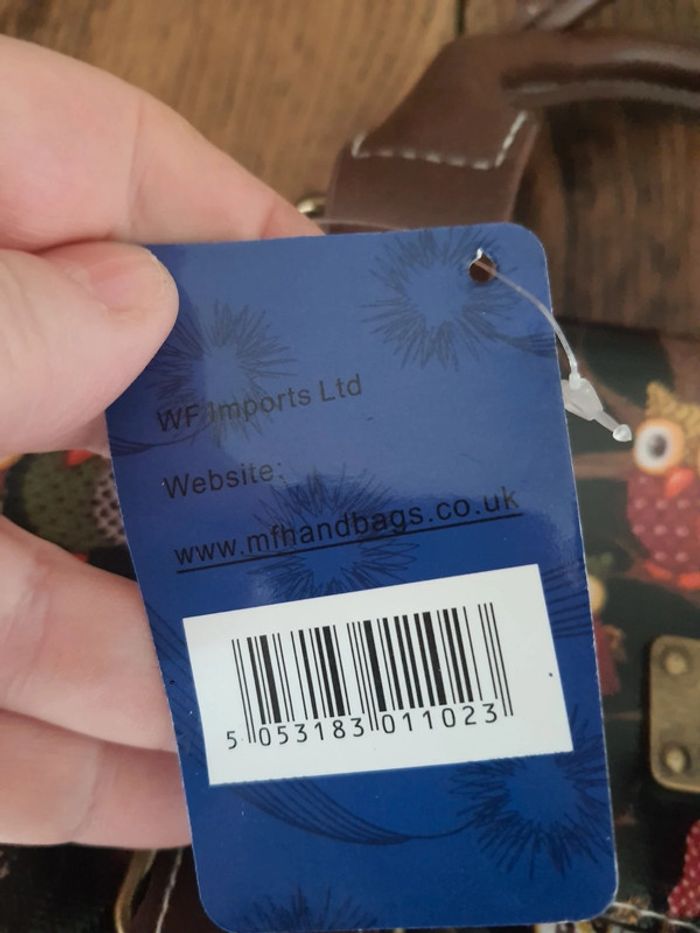 WF Imports Ltd
Website:
www.mfhandbags.co.uk
5 053183 011023